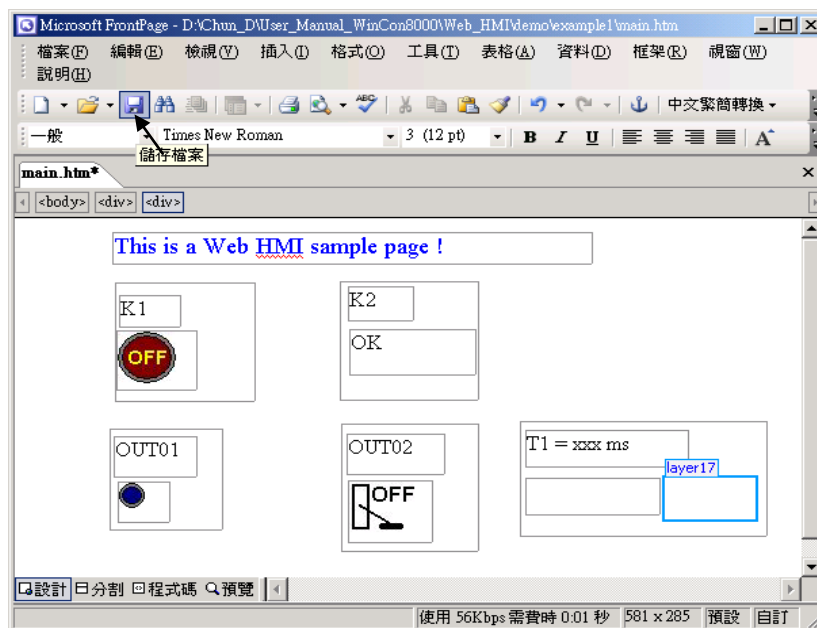 Microsoft FrontPage - D:\Chun_D\User_Manual_WinCon8000\Web_HMI\demo\example1\main.htm
檔案(F) 編輯(E) 檢視(V) 插入(I) 格式(O) 工具(T) 表格(A) 資料(D) 框架(R) 視窗(W)
說明(H)
ABC 中文繁簡轉換
一般 Times New Roman 3 (12 pt) B I U A
儲存檔案
main.htm*
<body> <div> <div>
This is a Web HMI sample page !
K1
K2
OFF
OK
OUT01
OUT02
T1 = xxx ms
layer17
OFF
設計 分割 程式碼 預覽
使用 56Kbps 需費時 0:01 秒 581 x 285 預設 自訂